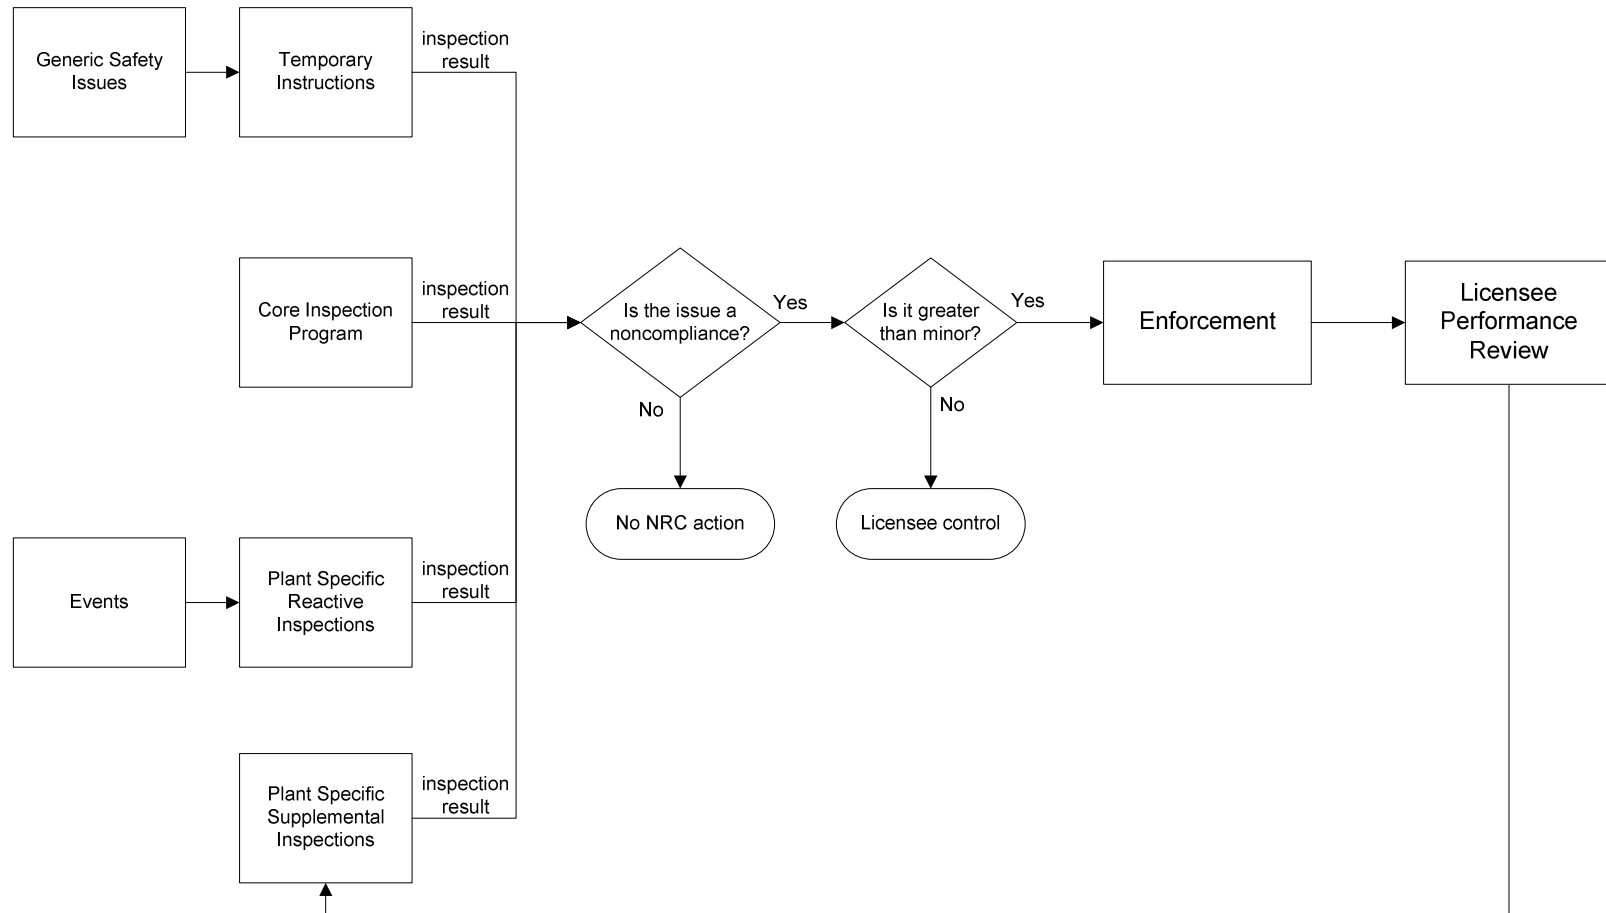 Generic Safety
Issues
Temporary
Instructions
inspection
result
Core Inspection
Program
inspection
result
Is the issue a
noncompliance?
Yes
Is it greater
than minor?
Yes
Enforcement
Licensee
Performance
Review
No
No
No NRC action
Licensee control
Events
Plant Specific
Reactive
Inspections
inspection
result
Plant Specific
Supplemental
Inspections
inspection
result